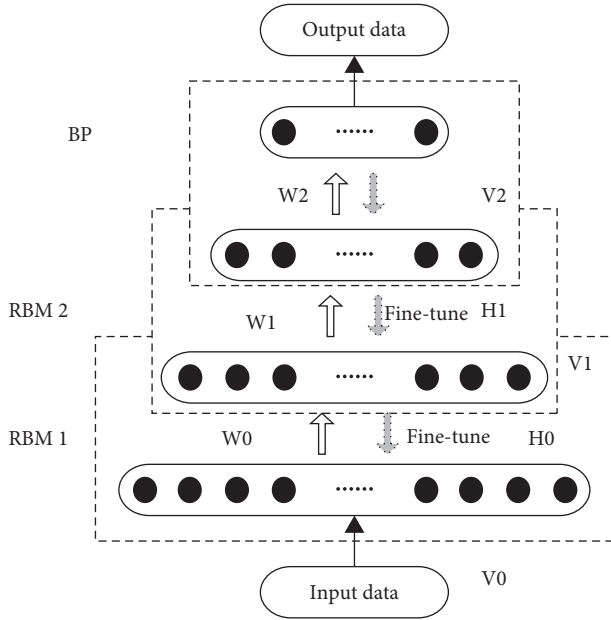 Output data
BP
······
W2
V2
······
RBM 2
W1
Fine-tune
H1
······
V1
RBM 1
W0
Fine-tune
H0
······
Input data
V0